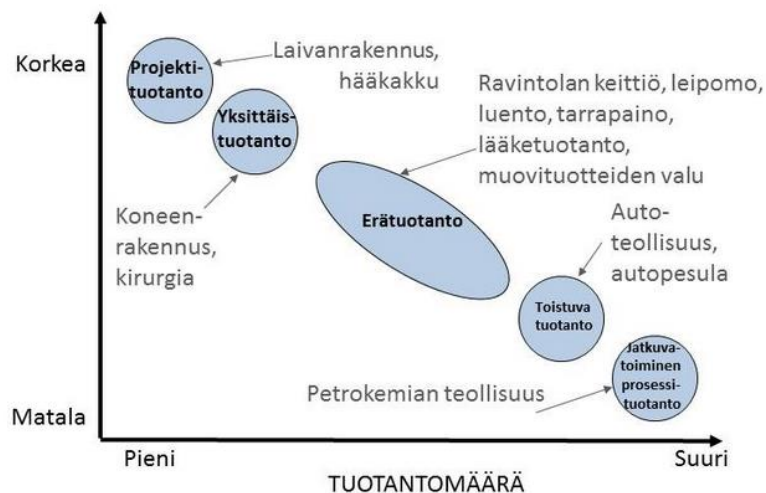 Korkea
Projekti-
tuotanto
Laivanrakennus,
hääkakku
Yksittäis-
tuotanto
Ravintolan keittiö, leipomo,
luento, tarrapaino,
lääketuotanto,
muovituotteiden valu
Koneen-
rakennus,
kirurgia
Erätuotanto
Auto-
teollisuus,
autopesula
Toistuva
tuotanto
Jatkuva-
toiminen
prosessi-
tuotanto
Petrokemian teollisuus
Matala
Pieni
Suuri
TUOTANTOMÄÄRÄ